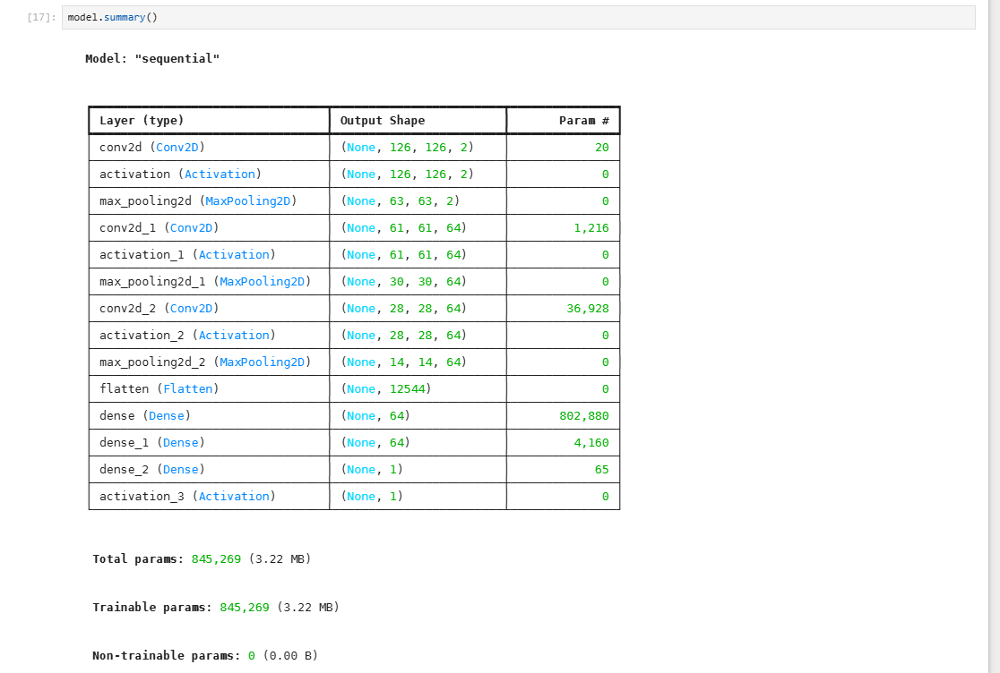 [17]: model.summary()
Model: "sequential"
Layer (type) Output Shape Param #
conv2d (Conv2D) (None, 126, 126, 2) 20
activation (Activation) (None, 126, 126, 2) 0
max_pooling2d (MaxPooling2D) (None, 63, 63, 2) 0
conv2d_1 (Conv2D) (None, 61, 61, 64) 1,216
activation_1 (Activation) (None, 61, 61, 64) 0
max_pooling2d_1 (MaxPooling2D) (None, 30, 30, 64) 0
conv2d_2 (Conv2D) (None, 28, 28, 64) 36,928
activation_2 (Activation) (None, 28, 28, 64) 0
max_pooling2d_2 (MaxPooling2D) (None, 14, 14, 64) 0
flatten (Flatten) (None, 12544) 0
dense (Dense) (None, 64) 802,880
dense_1 (Dense) (None, 64) 4,160
dense_2 (Dense) (None, 1) 65
activation_3 (Activation) (None, 1) 0
Total params: 845,269 (3.22 MB)
Trainable params: 845,269 (3.22 MB)
Non-trainable params: 0 (0.00 B)